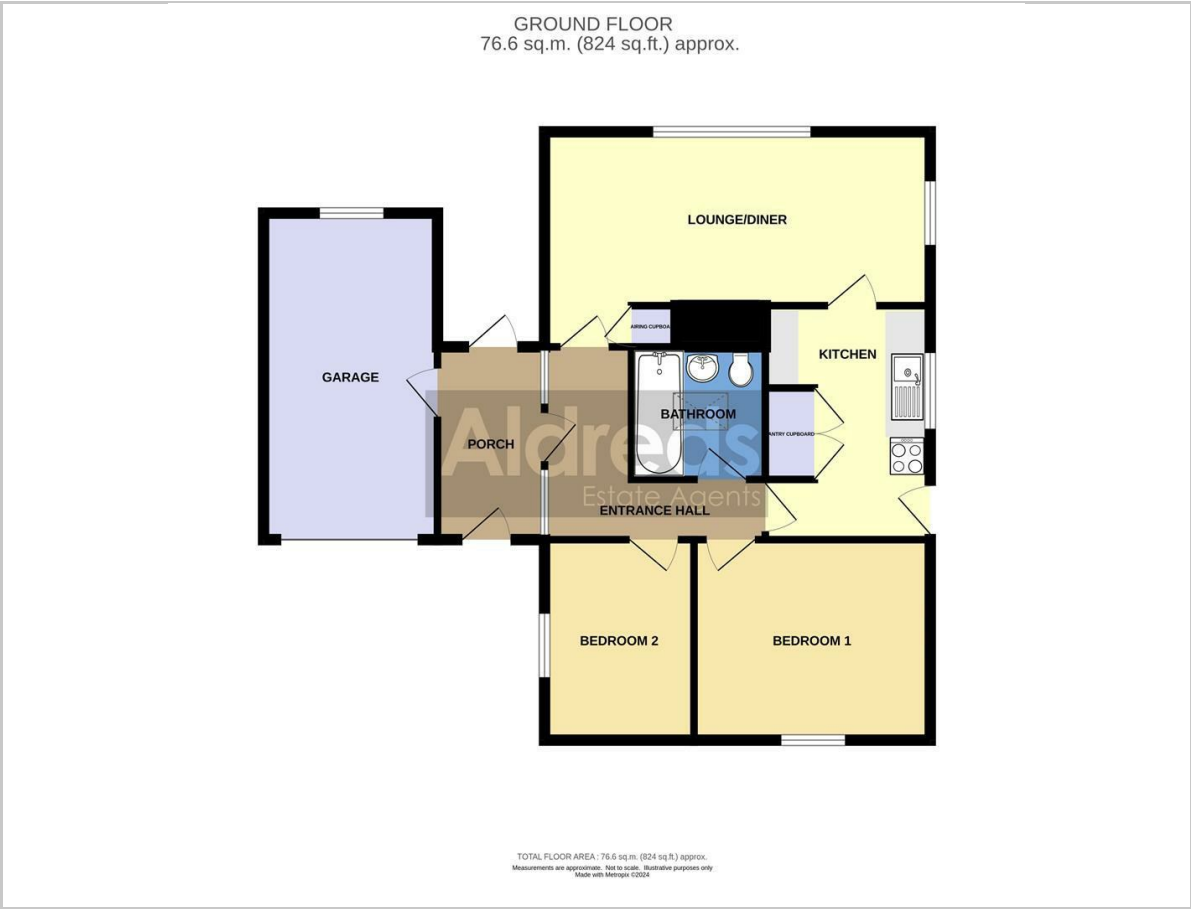 GROUND FLOOR
76.6 sq.m. (824 sq.ft.) approx.
LOUNGE/DINER
AIRING CUPBOA
KITCHEN
GARAGE
BATHROOM
PANTRY CUPBOARD
PORCH
Aldreds
Estate Agents
ENTRANCE HALL
BEDROOM 2
BEDROOM 1
TOTAL FLOOR AREA : 76.6 sq.m. (824 sq.ft.) approx.
Measurements are approximate. Not to scale. Illustrative purposes only
Made with Metropix ©2024